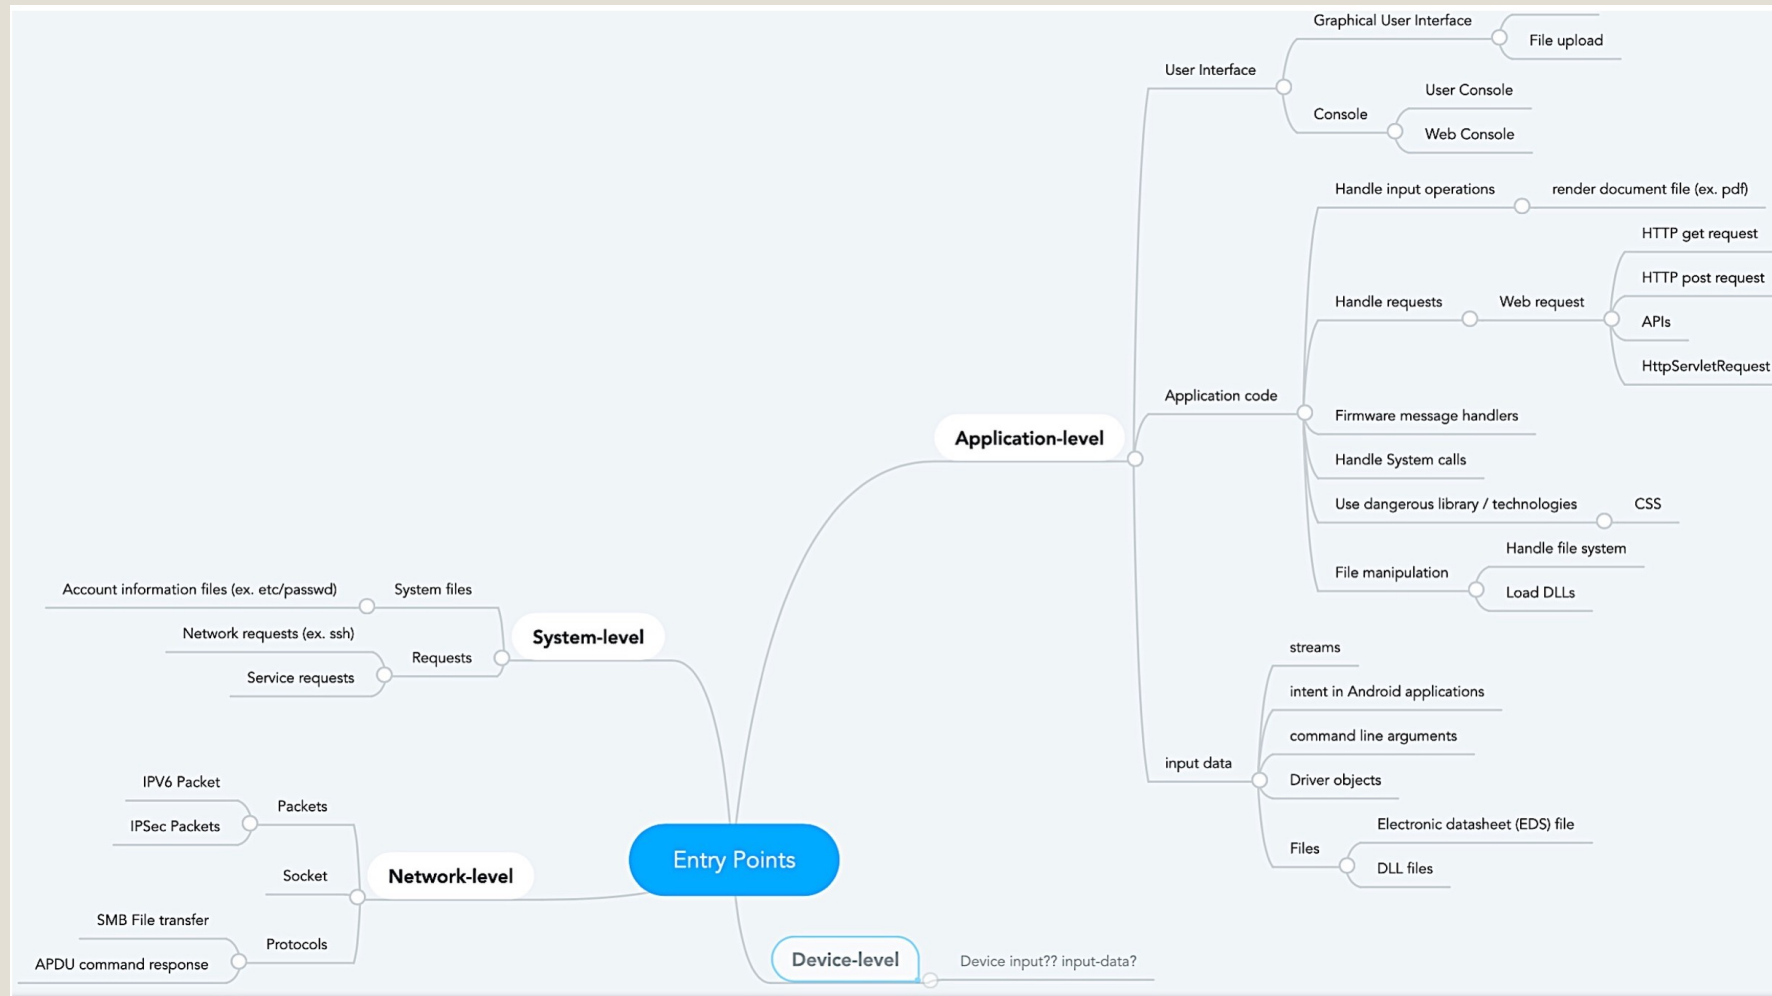 Graphical User Interface
File upload
User Interface
User Console
Console
Web Console
Handle input operations
render document file (ex. pdf)
HTTP get request
HTTP post request
Handle requests
Web request
APIs
HttpServletRequest
Application code
Firmware message handlers
Application-level
Handle System calls
Use dangerous library / technologies
CSS
Handle file system
File manipulation
Load DLLs
streams
intent in Android applications
command line arguments
input data
Driver objects
Electronic datasheet (EDS) file
Files
DLL files
Account information files (ex. etc/passwd)
System files
Network requests (ex. ssh)
System-level
Requests
Service requests
IPV6 Packet
Packets
IPSec Packets
Entry Points
Socket
Network-level
SMB File transfer
Protocols
APDU command response
Device-level
Device input?? input-data?